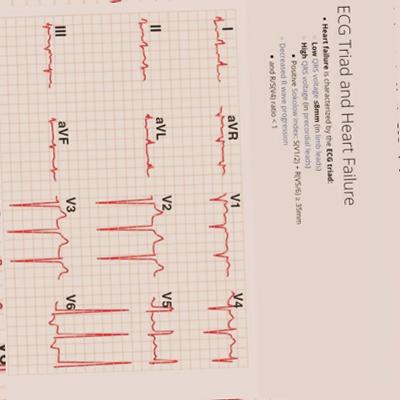 ECG Triad and Heart Failure
• Heart failure is characterized by the ECG triad:
○ Low QRS voltage ≤8mm (in limb leads)
○ High QRS voltage (in precordial leads)
• Positive Sokolow index: S(V1/2) + R(V5/6) ≥ 35mm
○ Decreased R wave progression
• and R/S(V4) ratio < 1
I aVR V1 V4
II aVL V2 V5
III aVF V3 V6